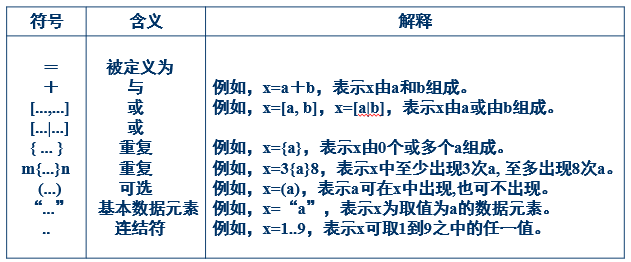 符号 含义 解释
＝ 被定义为
＋ 与 例如，x=a＋b，表示x由a和b组成。
[...,...] 或 例如，x=[a, b]，x=[a|b]，表示x由a或由b组成。
[...|...] 或
{ ... } 重复 例如，x={a}，表示x由0个或多个a组成。
m{...}n 重复 例如，x=3{a}8，表示x中至少出现3次a, 至多出现8次a。
(...) 可选 例如，x=(a)，表示a可在x中出现,也可不出现。
“...” 基本数据元素 例如，x=“a”，表示x为取值为a的数据元素。
.. 连结符 例如，x=1..9，表示x可取1到9之中的任一值。